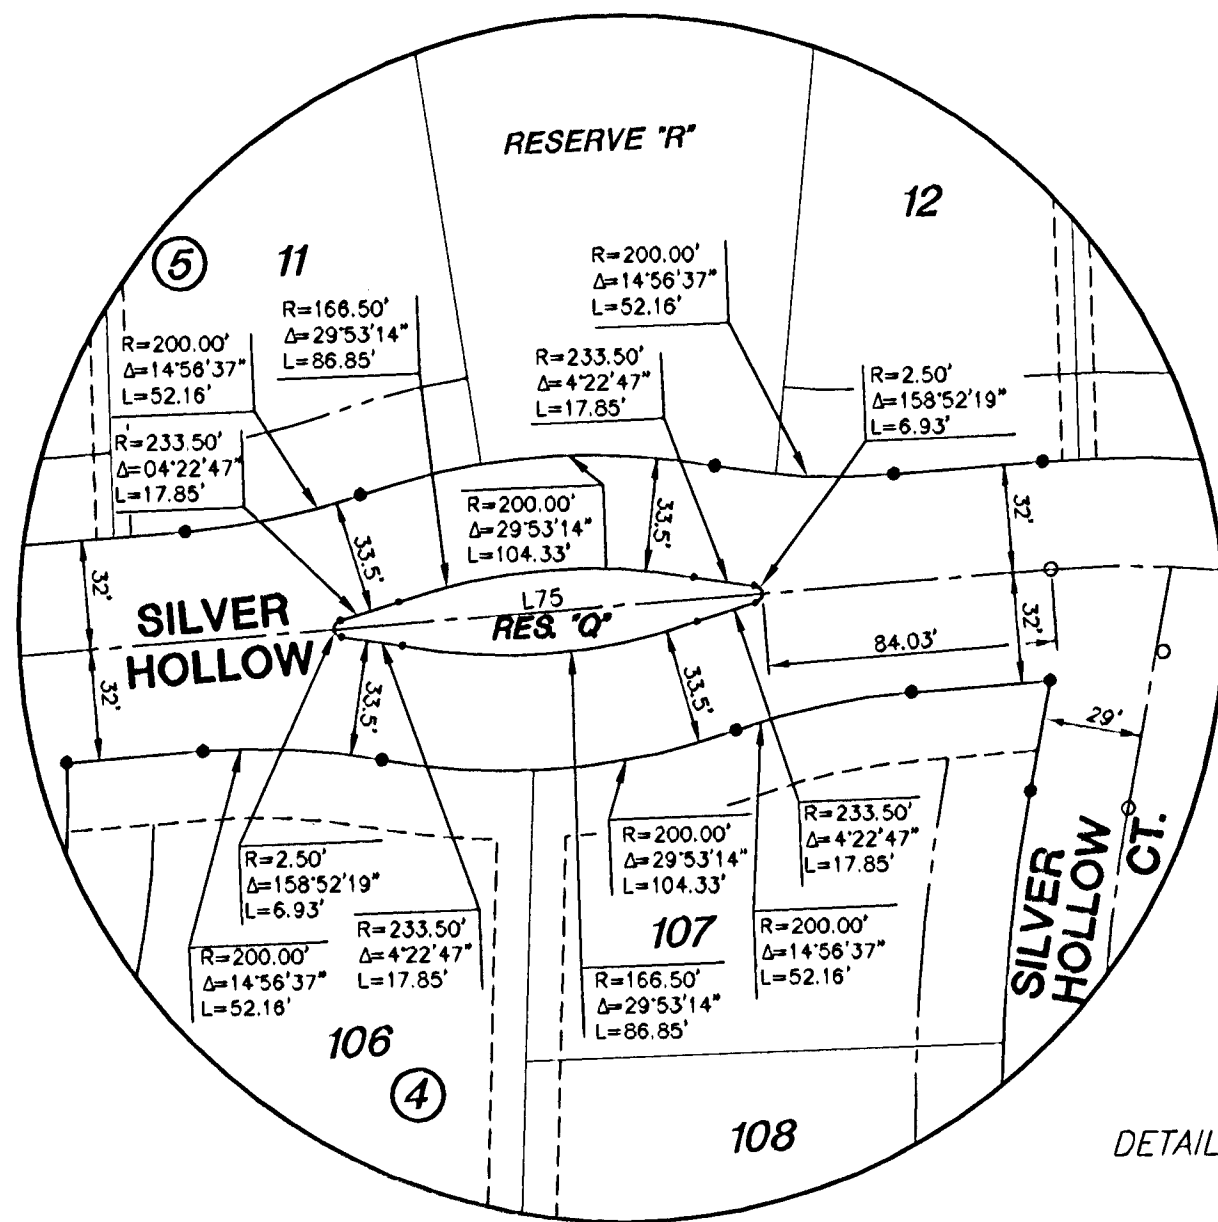 RESERVE "R"
12
5
11
R=200.00'
Δ=14°56'37"
L=52.16'
R=166.50'
Δ=29°53'14"
L=86.85'
R=200.00'
Δ=14°56'37"
L=52.16'
R=233.50'
Δ=4°22'47"
L=17.85'
R=2.50'
Δ=158°52'19"
L=6.93'
R=233.50'
Δ=04°22'47"
L=17.85'
R=200.00'
Δ=29°53'14"
L=104.33'
33.5'
33.5'
32'
32'
32'
32'
SILVER
HOLLOW
L75
RES. "Q"
84.03'
33.5'
33.5'
29'
R=2.50'
Δ=158°52'19"
L=6.93'
R=200.00'
Δ=14°56'37"
L=52.16'
R=233.50'
Δ=4°22'47"
L=17.85'
R=200.00'
Δ=29°53'14"
L=104.33'
R=233.50'
Δ=4°22'47"
L=17.85'
107
R=200.00'
Δ=14°56'37"
L=52.16'
R=166.50'
Δ=29°53'14"
L=86.85'
SILVER
HOLLOW
CT.
106
4
108
DETAIL